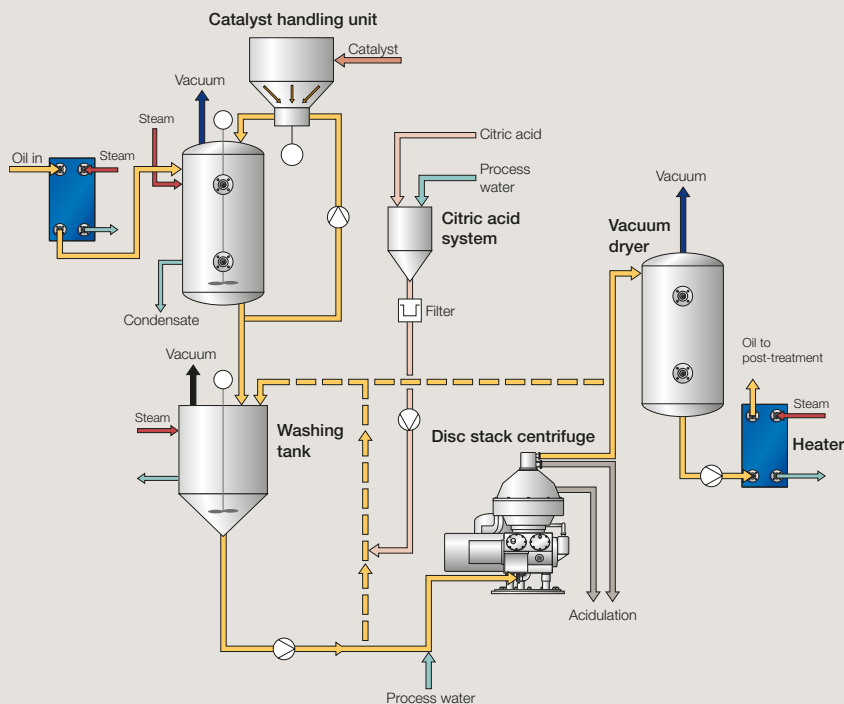 Catalyst handling unit
Catalyst
Vacuum
Steam
Oil in
Steam
Citric acid
Process
water
Citric acid
system
Vacuum
Vacuum
dryer
Filter
Condensate
Vacuum
Oil to
post-treatment
Steam
Steam
Washing
tank
Disc stack centrifuge
Heater
Acidulation
Process water